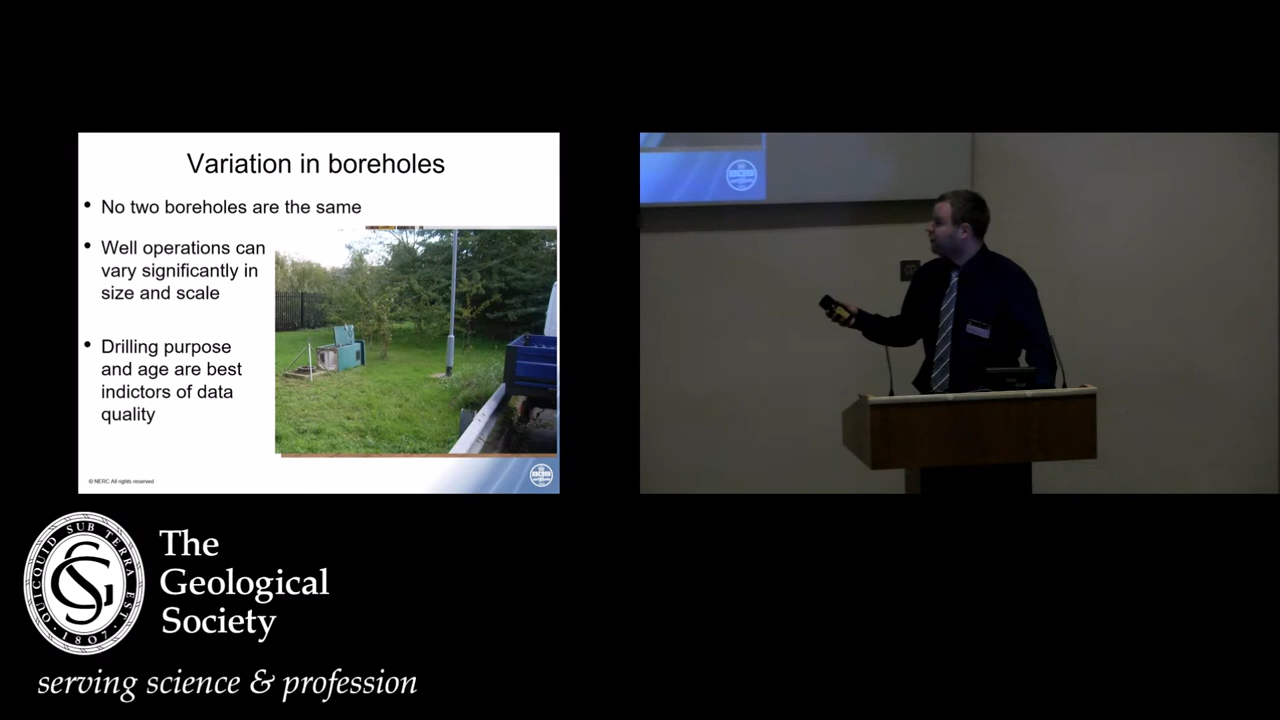 Variation in boreholes
• No two boreholes are the same
• Well operations can
vary significantly in
size and scale
• Drilling purpose
and age are best
indictors of data
quality
© NERC All rights reserved
BGS
BGS
QUICQUID SUB TERRA EST
1807
The
Geological
Society
serving science & profession